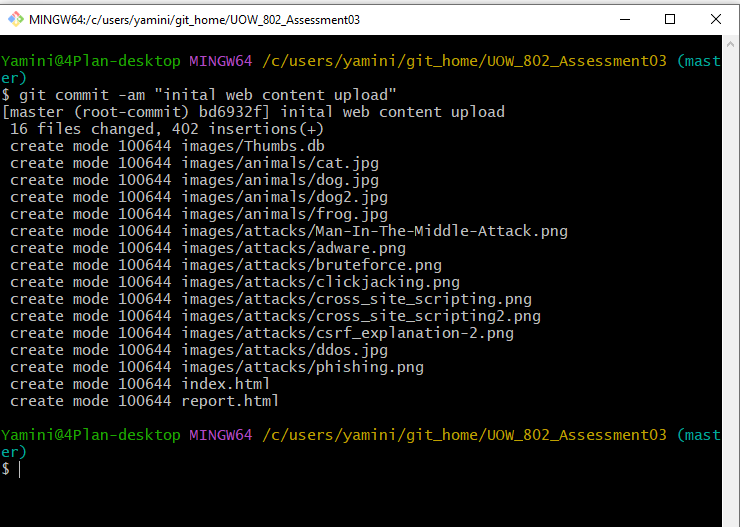 MINGW64:/c/users/yamini/git_home/UOW_802_Assessment03
Yamini@4Plan-desktop MINGW64 /c/users/yamini/git_home/UOW_802_Assessment03 (mast
er)
$ git commit -am "inital web content upload"
[master (root-commit) bd6932f] inital web content upload
 16 files changed, 402 insertions(+)
 create mode 100644 images/Thumbs.db
 create mode 100644 images/animals/cat.jpg
 create mode 100644 images/animals/dog.jpg
 create mode 100644 images/animals/dog2.jpg
 create mode 100644 images/animals/frog.jpg
 create mode 100644 images/attacks/Man-In-The-Middle-Attack.png
 create mode 100644 images/attacks/adware.png
 create mode 100644 images/attacks/bruteforce.png
 create mode 100644 images/attacks/clickjacking.png
 create mode 100644 images/attacks/cross_site_scripting.png
 create mode 100644 images/attacks/cross_site_scripting2.png
 create mode 100644 images/attacks/csrf_explanation-2.png
 create mode 100644 images/attacks/ddos.jpg
 create mode 100644 images/attacks/phishing.png
 create mode 100644 index.html
 create mode 100644 report.html
Yamini@4Plan-desktop MINGW64 /c/users/yamini/git_home/UOW_802_Assessment03 (mast
er)
$